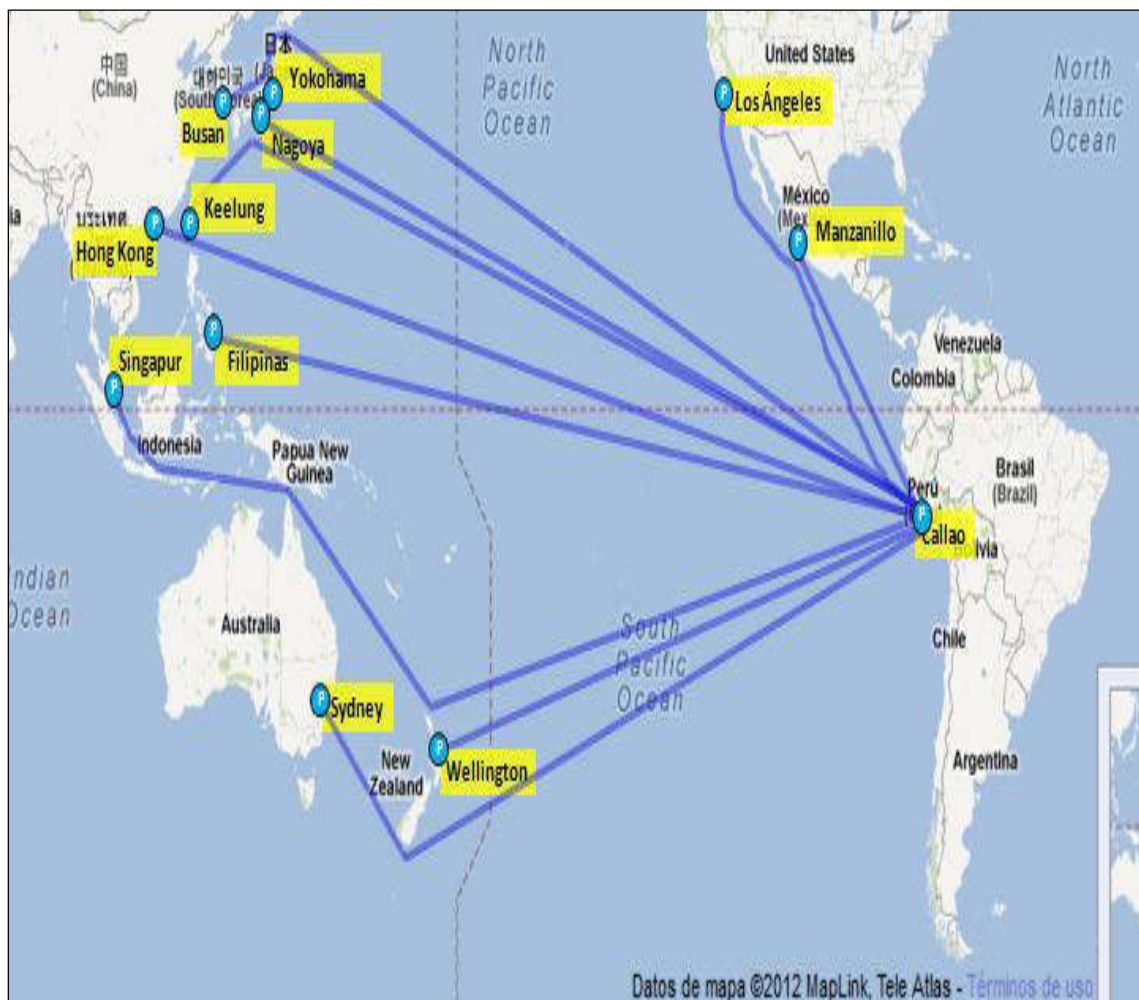 日本
North
Pacific
Ocean
United States
North
Atlantic
Ocean
中国
(China)
대한민국
(South Korea)
Yokohama
P
Los Ángeles
P
P
Busan
P
Nagoya
México
(Mex
Keelung
P
P
Hong Kong
Manzanillo
P
P
Filipinas
Singapur
P
Venezuela
Colombia
Indonesia
Papua New
Guinea
Brasil
(Brazil)
Perú
P
Callao
Bolivia
Indian
Ocean
Australia
South
Pacific
Ocean
Chile
P
Sydney
P
Wellington
New
Zealand
Argentina
Datos de mapa ©2012 MapLink, Tele Atlas - Términos de uso